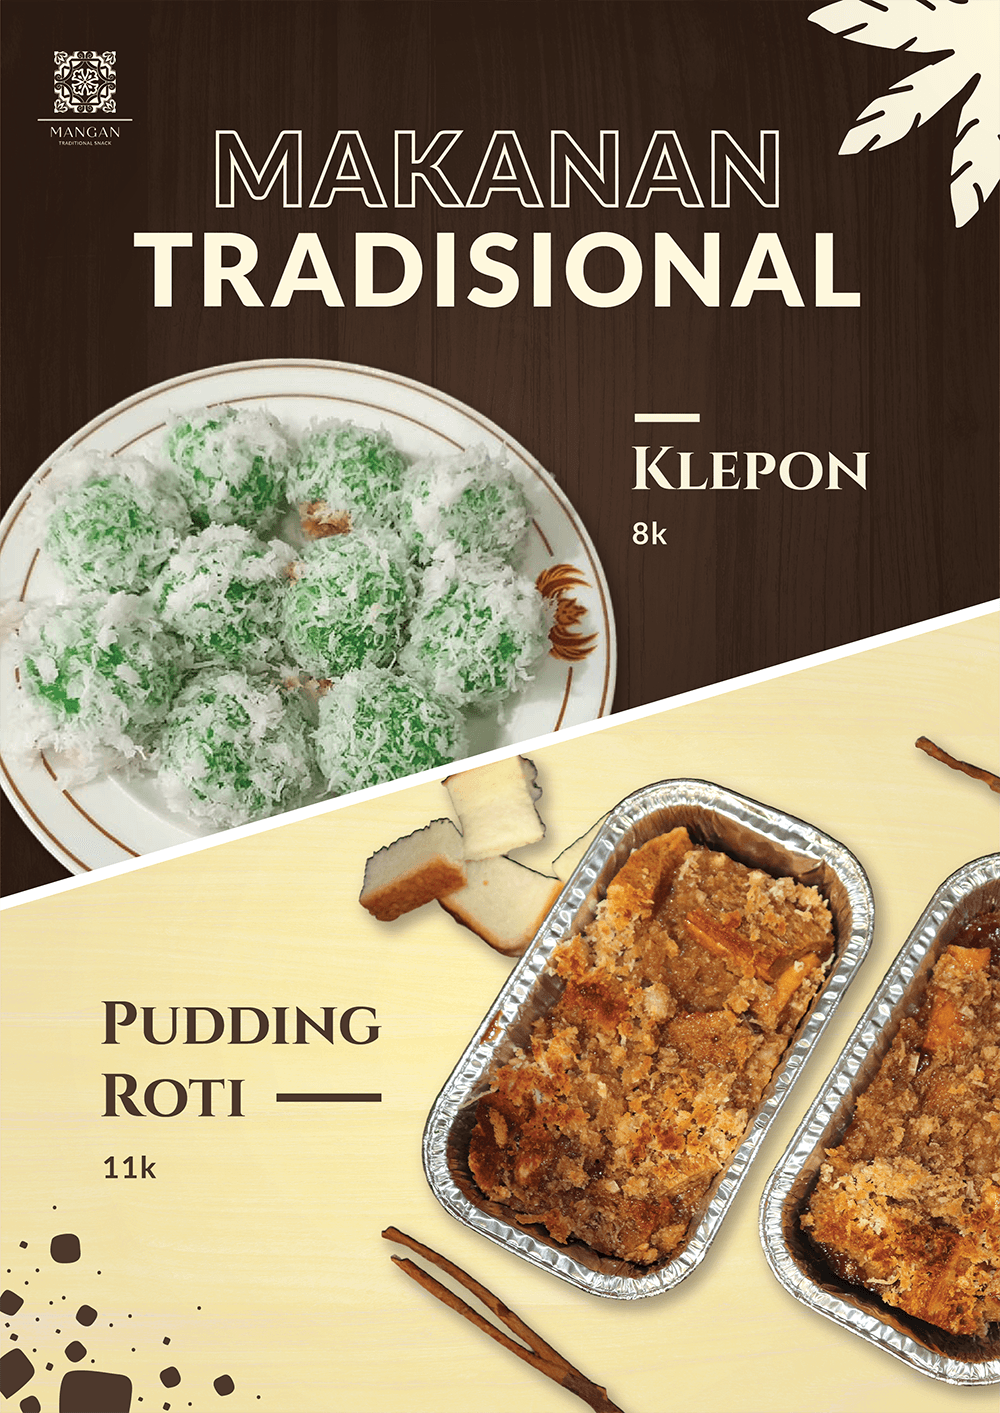 MANGAN
TRADITIONAL SNACK
MAKANAN
TRADISIONAL
KLEPON
8k
PUDDING
ROTI
11k